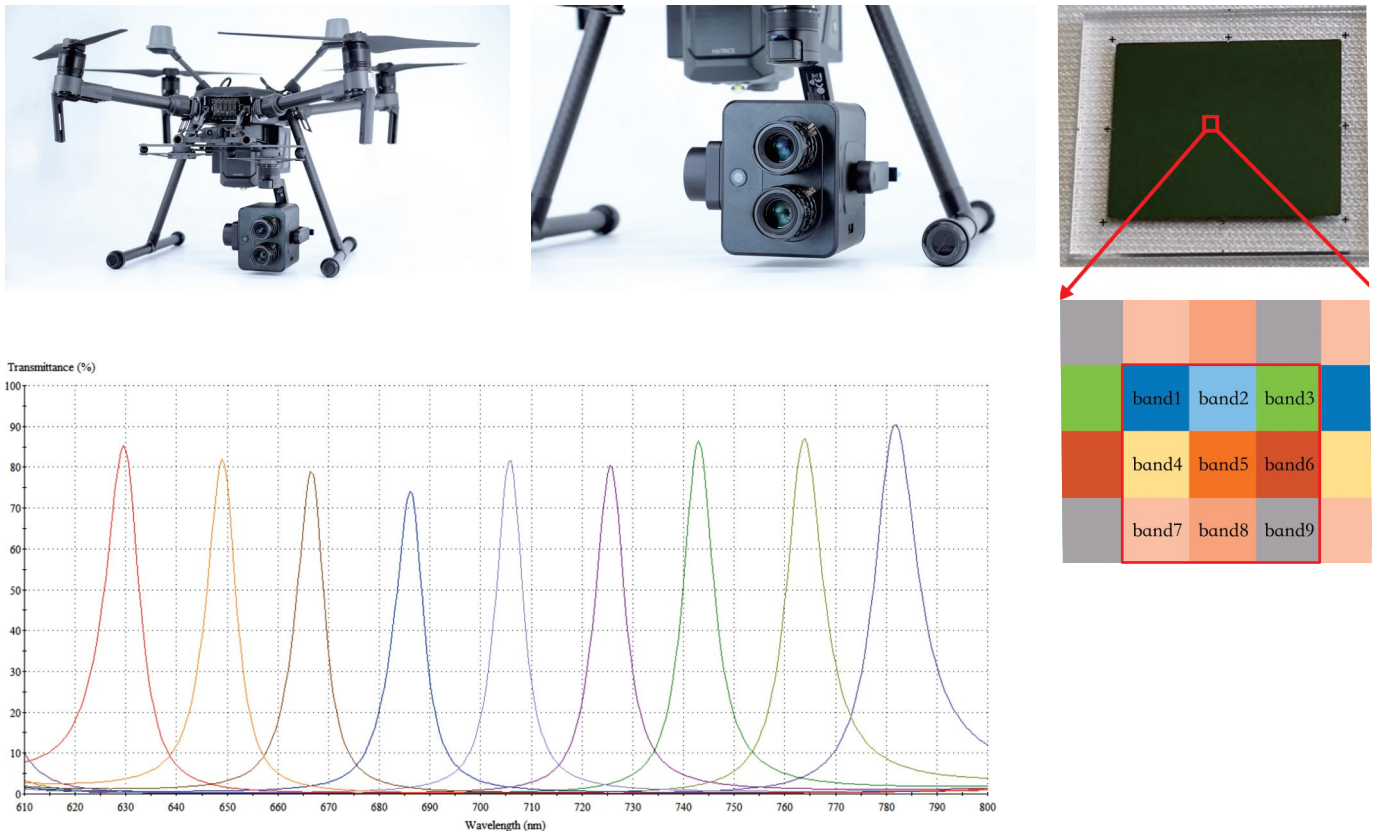 MATRICE
band1 band2 band3
band4 band5 band6
band7 band8 band9
Transmittance (%)
100
90
80
70
60
50
40
30
20
10
0
610 620 630 640 650 660 670 680 690 700 710 720 730 740 750 760 770 780 790 800
Wavelength (nm)